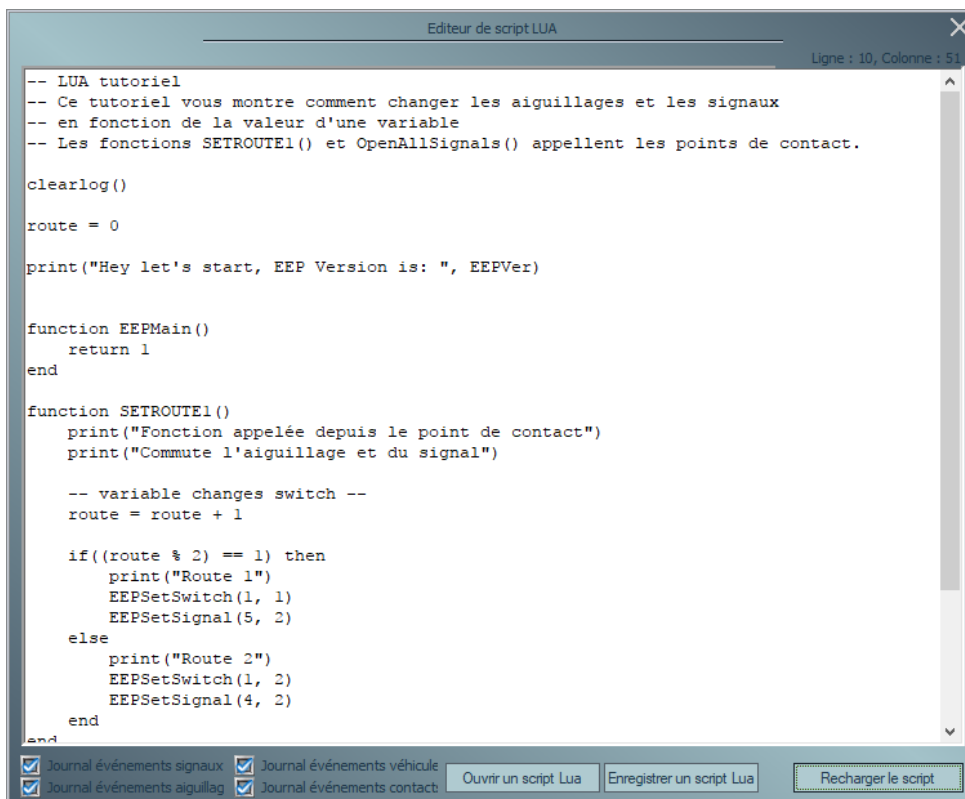 Editeur de script LUA
Ligne : 10, Colonne : 51
-- LUA tutoriel
-- Ce tutoriel vous montre comment changer les aiguillages et les signaux
-- en fonction de la valeur d'une variable
-- Les fonctions SETROUTE1() et OpenAllSignals() appellent les points de contact.
clearlog()
route = 0
print("Hey let's start, EEP Version is: ", EEPVer)
function EEPMain()
    return 1
end
function SETROUTE1()
    print("Fonction appelée depuis le point de contact")
    print("Commute l'aiguillage et du signal")
    -- variable changes switch --
    route = route + 1
    if((route % 2) == 1) then
        print("Route 1")
        EEPSetSwitch(1, 1)
        EEPSetSignal(5, 2)
    else
        print("Route 2")
        EEPSetSwitch(1, 2)
        EEPSetSignal(4, 2)
    end
end
Journal événements signaux
Journal événements véhicule
Journal événements aiguillag
Journal événements contact
Ouvrir un script Lua
Enregistrer un script Lua
Recharger le script